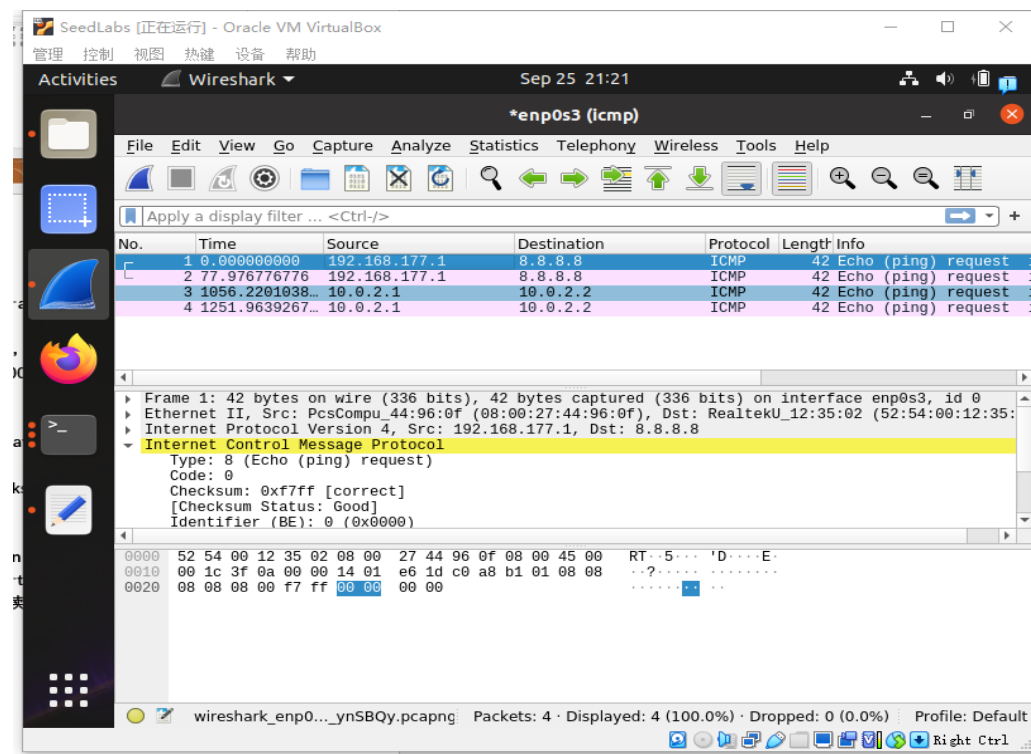 SeedLabs [正在运行] - Oracle VM VirtualBox
管理 控制 视图 热键 设备 帮助
Activities Wireshark Sep 25 21:21
*enp0s3 (icmp)
File Edit View Go Capture Analyze Statistics Telephony Wireless Tools Help
Apply a display filter ... <Ctrl-/>
No. Time Source Destination Protocol Length Info
1 0.000000000 192.168.177.1 8.8.8.8 ICMP 42 Echo (ping) request
2 77.976776776 192.168.177.1 8.8.8.8 ICMP 42 Echo (ping) request
3 1056.2201038… 10.0.2.1 10.0.2.2 ICMP 42 Echo (ping) request
4 1251.9639267… 10.0.2.1 10.0.2.2 ICMP 42 Echo (ping) request
Frame 1: 42 bytes on wire (336 bits), 42 bytes captured (336 bits) on interface enp0s3, id 0
Ethernet II, Src: PcsCompu_44:96:0f (08:00:27:44:96:0f), Dst: RealtekU_12:35:02 (52:54:00:12:35:
Internet Protocol Version 4, Src: 192.168.177.1, Dst: 8.8.8.8
Internet Control Message Protocol
Type: 8 (Echo (ping) request)
Code: 0
Checksum: 0xf7ff [correct]
[Checksum Status: Good]
Identifier (BE): 0 (0x0000)
0000 52 54 00 12 35 02 08 00 27 44 96 0f 08 00 45 00 RT··5··· 'D····E·
0010 00 1c 3f 0a 00 00 14 01 e6 1d c0 a8 b1 01 08 08 ··?····· ········
0020 08 08 08 00 f7 ff 00 00 00 00 ········ ··
wireshark_enp0..._ynSBQy.pcapng Packets: 4 · Displayed: 4 (100.0%) · Dropped: 0 (0.0%) Profile: Default
Right Ctrl